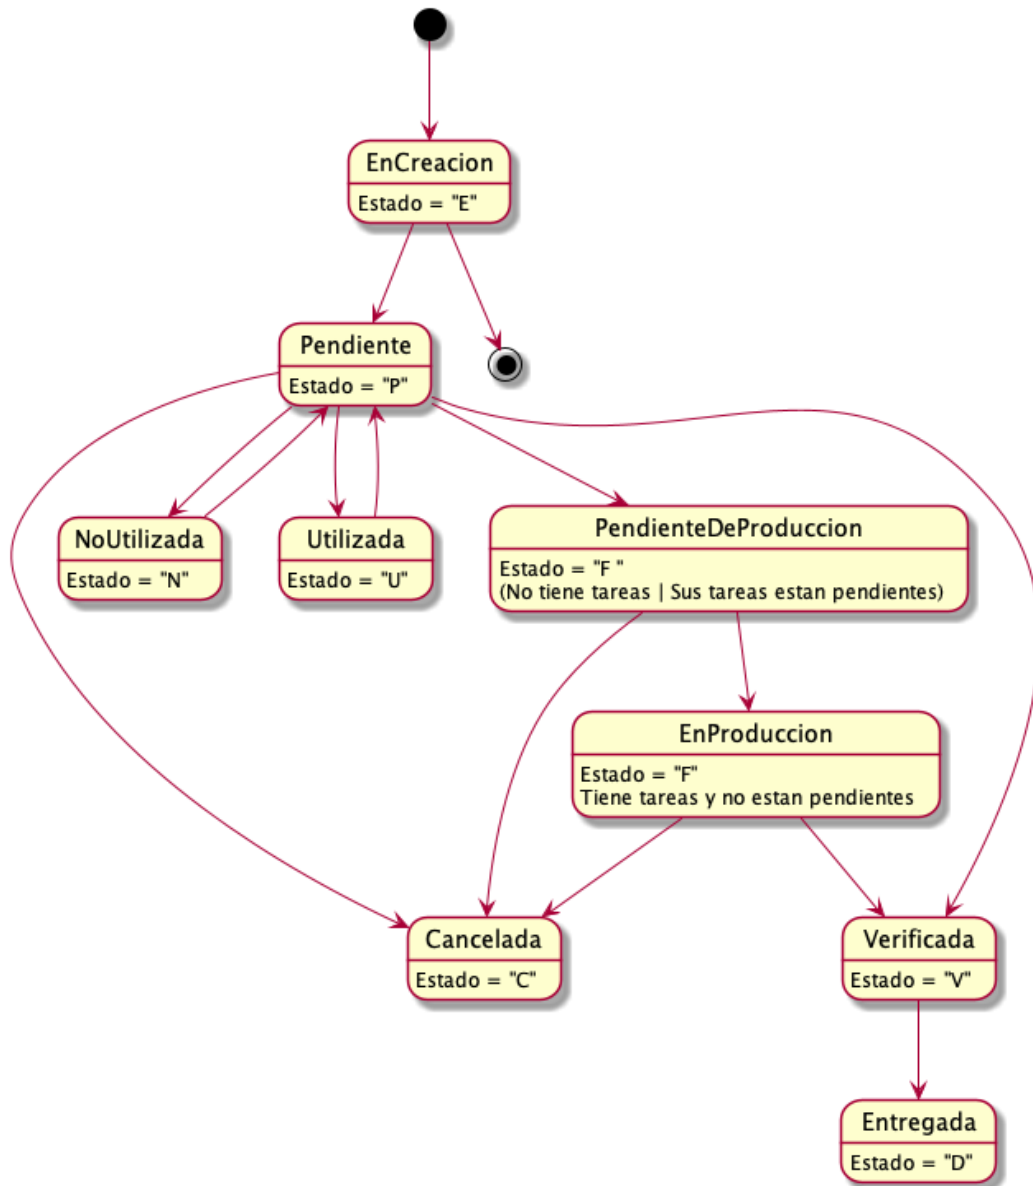 EnCreacion
Estado = "E"
Pendiente
Estado = "P"
NoUtilizada
Estado = "N"
Utilizada
Estado = "U"
PendienteDeProduccion
Estado = "F "
(No tiene tareas | Sus tareas estan pendientes)
EnProduccion
Estado = "F"
Tiene tareas y no estan pendientes
Cancelada
Estado = "C"
Verificada
Estado = "V"
Entregada
Estado = "D"